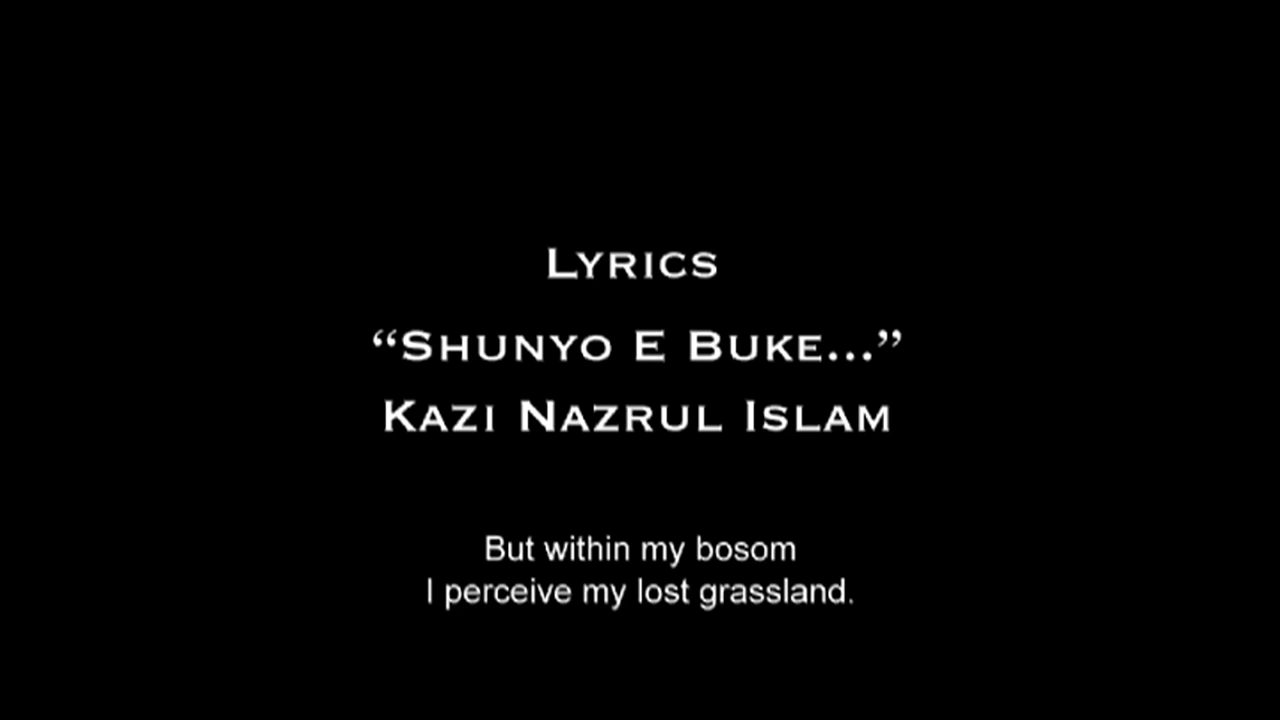 LYRICS
“SHUNYO E BUKE...”
KAZI NAZRUL ISLAM
But within my bosom
I perceive my lost grassland.